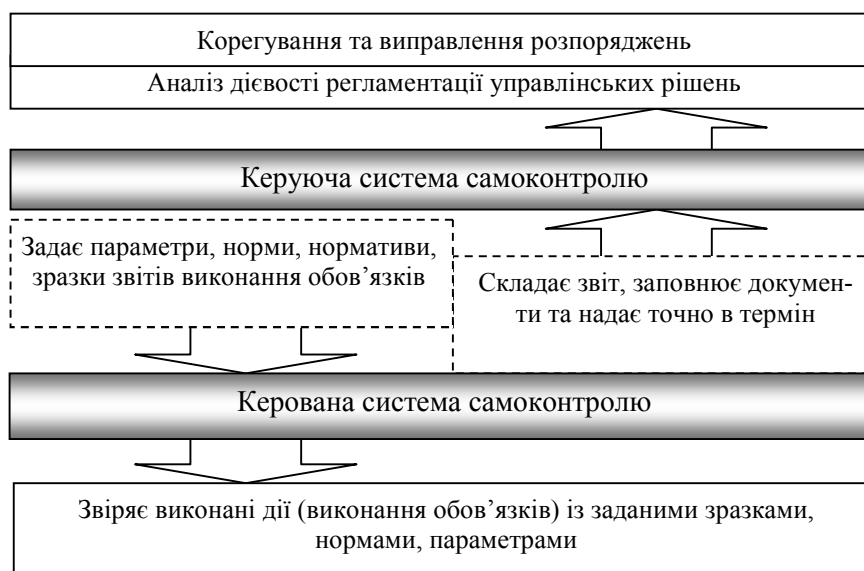 Корегування та виправлення розпоряджень
Аналіз дієвості регламентації управлінських рішень
Керуюча система самоконтролю
Задає параметри, норми, нормативи,
зразки звітів виконання обов’язків
Складає звіт, заповнює докумен-
ти та надає точно в термін
Керована система самоконтролю
Звіряє виконані дії (виконання обов’язків) із заданими зразками,
нормами, параметрами